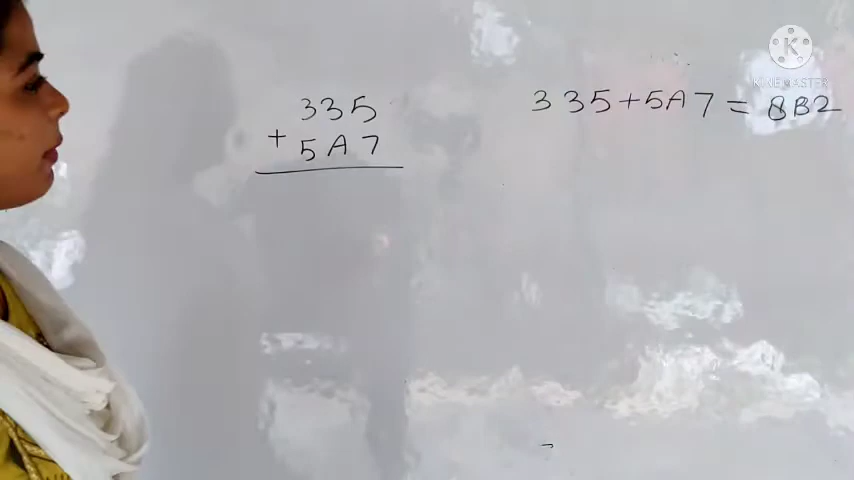 335
+ 5A7
335+5A7 = 8B2
KINEMASTER